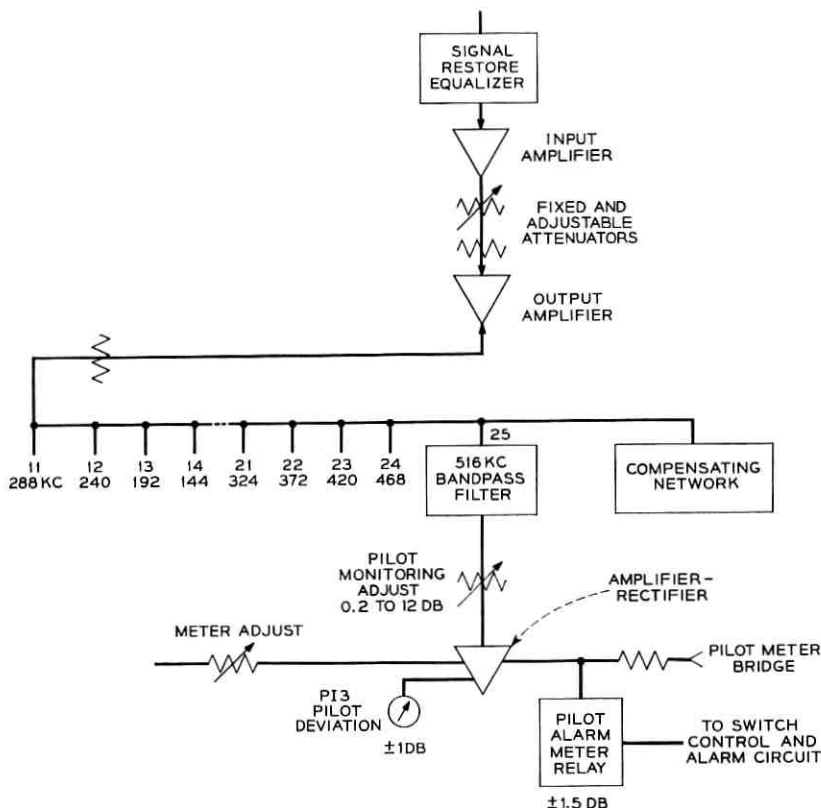 SIGNAL
RESTORE
EQUALIZER
INPUT
AMPLIFIER
FIXED AND
ADJUSTABLE
ATTENUATORS
OUTPUT
AMPLIFIER
11 12 13 14 21 22 23 24 25
288 KC 240 192 144 324 372 420 468
516 KC
BANDPASS
FILTER
COMPENSATING
NETWORK
PILOT
MONITORING
ADJUST
0.2 TO 12 DB
AMPLIFIER-
RECTIFIER
METER ADJUST
PILOT METER
BRIDGE
PI3
PILOT
DEVIATION
±1DB
PILOT
ALARM
METER
RELAY
±1.5 DB
TO SWITCH
CONTROL AND
ALARM CIRCUIT